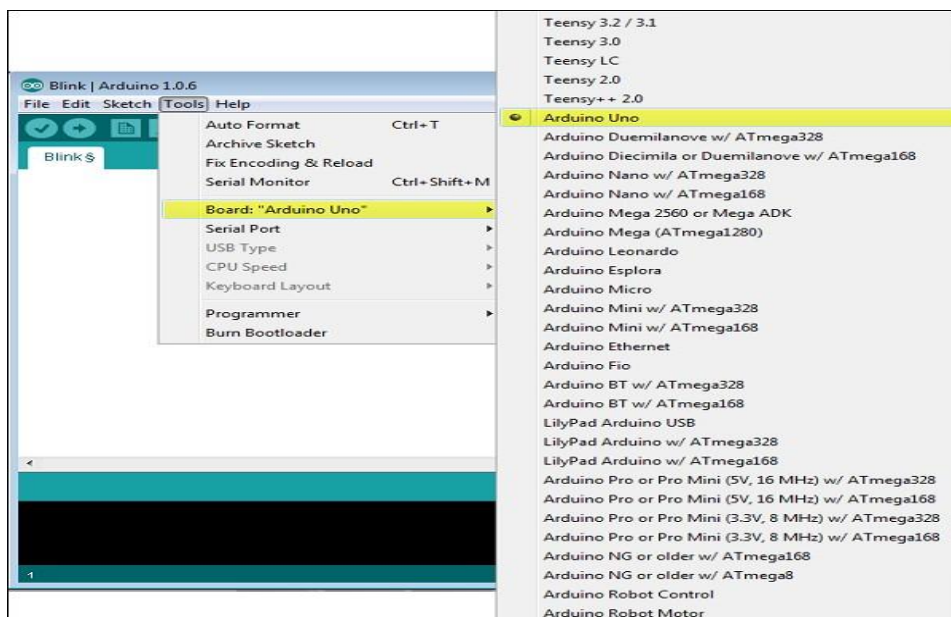 Blink | Arduino 1.0.6
File Edit Sketch Tools Help
Blink §
Auto Format Ctrl+T
Archive Sketch
Fix Encoding & Reload
Serial Monitor Ctrl+Shift+M
Board: "Arduino Uno"
Serial Port
USB Type
CPU Speed
Keyboard Layout
Programmer
Burn Bootloader
1
Teensy 3.2 / 3.1
Teensy 3.0
Teensy LC
Teensy 2.0
Teensy++ 2.0
Arduino Uno
Arduino Duemilanove w/ ATmega328
Arduino Diecimila or Duemilanove w/ ATmega168
Arduino Nano w/ ATmega328
Arduino Nano w/ ATmega168
Arduino Mega 2560 or Mega ADK
Arduino Mega (ATmega1280)
Arduino Leonardo
Arduino Esplora
Arduino Micro
Arduino Mini w/ ATmega328
Arduino Mini w/ ATmega168
Arduino Ethernet
Arduino Fio
Arduino BT w/ ATmega328
Arduino BT w/ ATmega168
LilyPad Arduino USB
LilyPad Arduino w/ ATmega328
LilyPad Arduino w/ ATmega168
Arduino Pro or Pro Mini (5V, 16 MHz) w/ ATmega328
Arduino Pro or Pro Mini (5V, 16 MHz) w/ ATmega168
Arduino Pro or Pro Mini (3.3V, 8 MHz) w/ ATmega328
Arduino Pro or Pro Mini (3.3V, 8 MHz) w/ ATmega168
Arduino NG or older w/ ATmega168
Arduino NG or older w/ ATmega8
Arduino Robot Control
Arduino Robot Motor